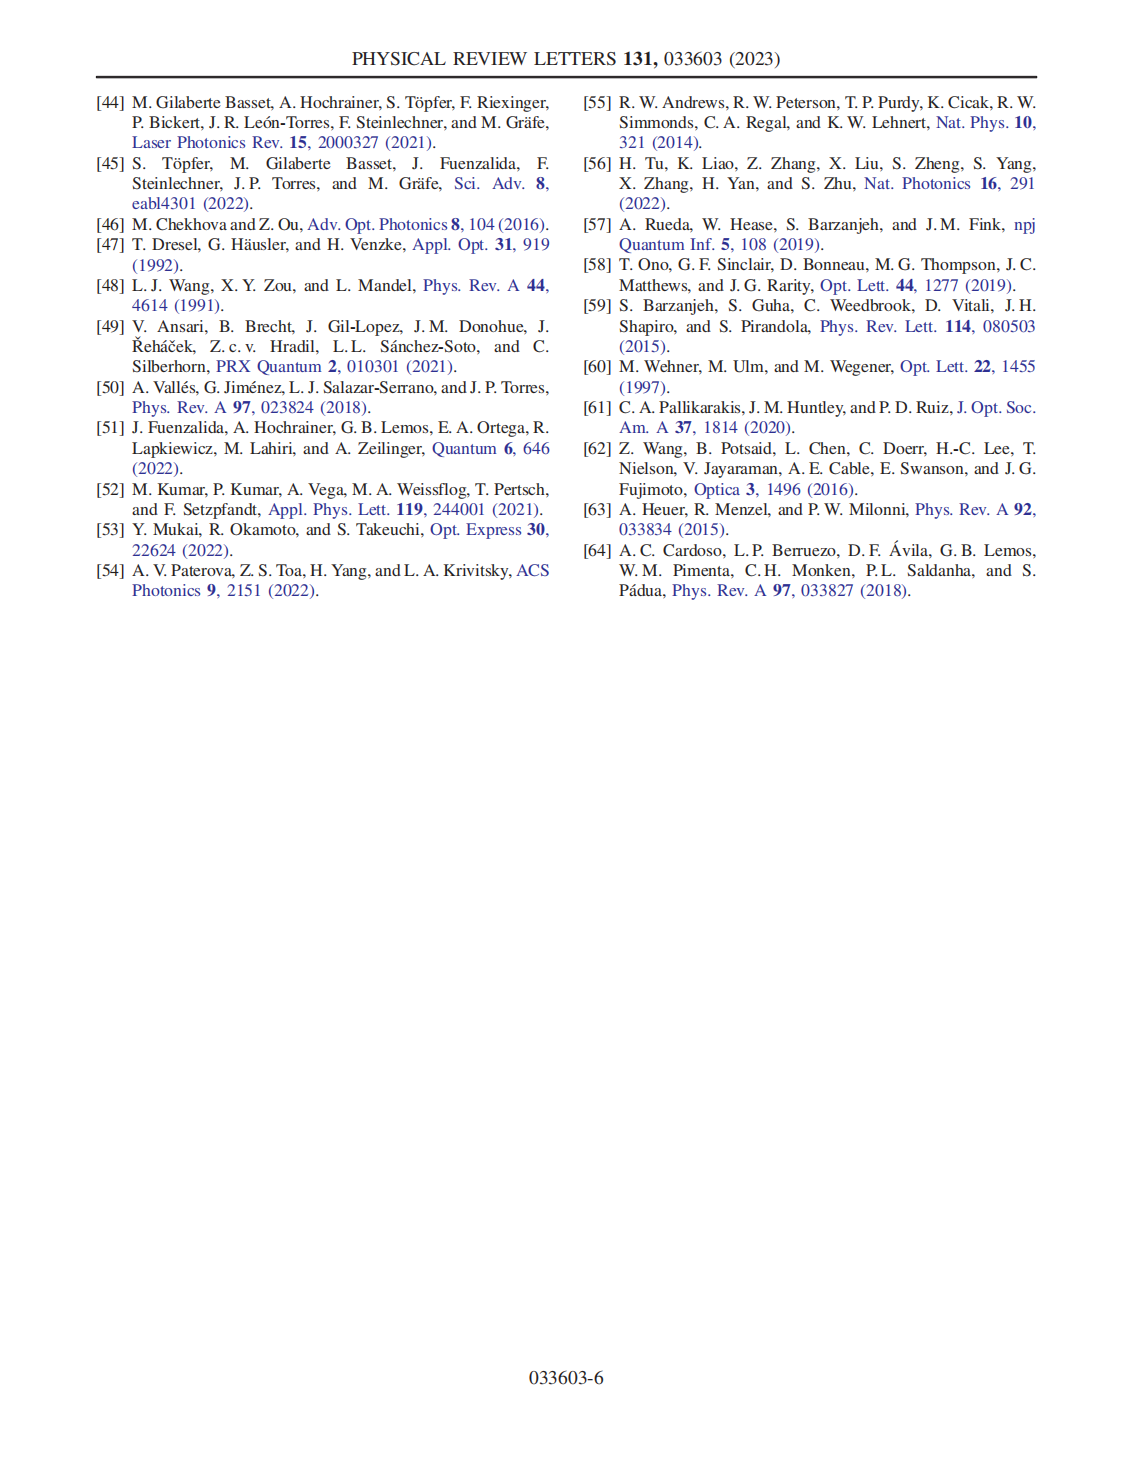 PHYSICAL REVIEW LETTERS 131, 033603 (2023)
[44] M. Gilaberte Basset, A. Hochrainer, S. Töpfer, F. Riexinger,
P. Bickert, J. R. León-Torres, F. Steinlechner, and M. Gräfe,
Laser Photonics Rev. 15, 2000327 (2021).
[45] S. Töpfer, M. Gilaberte Basset, J. Fuenzalida, F.
Steinlechner, J. P. Torres, and M. Gräfe, Sci. Adv. 8,
eabl4301 (2022).
[46] M. Chekhova and Z. Ou, Adv. Opt. Photonics 8, 104 (2016).
[47] T. Dresel, G. Häusler, and H. Venzke, Appl. Opt. 31, 919
(1992).
[48] L. J. Wang, X. Y. Zou, and L. Mandel, Phys. Rev. A 44,
4614 (1991).
[49] V. Ansari, B. Brecht, J. Gil-Lopez, J. M. Donohue, J.
Řeháček, Z. c. v. Hradil, L. L. Sánchez-Soto, and C.
Silberhorn, PRX Quantum 2, 010301 (2021).
[50] A. Vallés, G. Jiménez, L. J. Salazar-Serrano, and J. P. Torres,
Phys. Rev. A 97, 023824 (2018).
[51] J. Fuenzalida, A. Hochrainer, G. B. Lemos, E. A. Ortega, R.
Lapkiewicz, M. Lahiri, and A. Zeilinger, Quantum 6, 646
(2022).
[52] M. Kumar, P. Kumar, A. Vega, M. A. Weissflog, T. Pertsch,
and F. Setzpfandt, Appl. Phys. Lett. 119, 244001 (2021).
[53] Y. Mukai, R. Okamoto, and S. Takeuchi, Opt. Express 30,
22624 (2022).
[54] A. V. Paterova, Z. S. Toa, H. Yang, and L. A. Krivitsky, ACS
Photonics 9, 2151 (2022).
[55] R. W. Andrews, R. W. Peterson, T. P. Purdy, K. Cicak, R. W.
Simmonds, C. A. Regal, and K. W. Lehnert, Nat. Phys. 10,
321 (2014).
[56] H. Tu, K. Liao, Z. Zhang, X. Liu, S. Zheng, S. Yang,
X. Zhang, H. Yan, and S. Zhu, Nat. Photonics 16, 291
(2022).
[57] A. Rueda, W. Hease, S. Barzanjeh, and J. M. Fink, npj
Quantum Inf. 5, 108 (2019).
[58] T. Ono, G. F. Sinclair, D. Bonneau, M. G. Thompson, J. C.
Matthews, and J. G. Rarity, Opt. Lett. 44, 1277 (2019).
[59] S. Barzanjeh, S. Guha, C. Weedbrook, D. Vitali, J. H.
Shapiro, and S. Pirandola, Phys. Rev. Lett. 114, 080503
(2015).
[60] M. Wehner, M. Ulm, and M. Wegener, Opt. Lett. 22, 1455
(1997).
[61] C. A. Pallikarakis, J. M. Huntley, and P. D. Ruiz, J. Opt. Soc.
Am. A 37, 1814 (2020).
[62] Z. Wang, B. Potsaid, L. Chen, C. Doerr, H.-C. Lee, T.
Nielson, V. Jayaraman, A. E. Cable, E. Swanson, and J. G.
Fujimoto, Optica 3, 1496 (2016).
[63] A. Heuer, R. Menzel, and P. W. Milonni, Phys. Rev. A 92,
033834 (2015).
[64] A. C. Cardoso, L. P. Berruezo, D. F. Ávila, G. B. Lemos,
W. M. Pimenta, C. H. Monken, P. L. Saldanha, and S.
Pádua, Phys. Rev. A 97, 033827 (2018).
033603-6